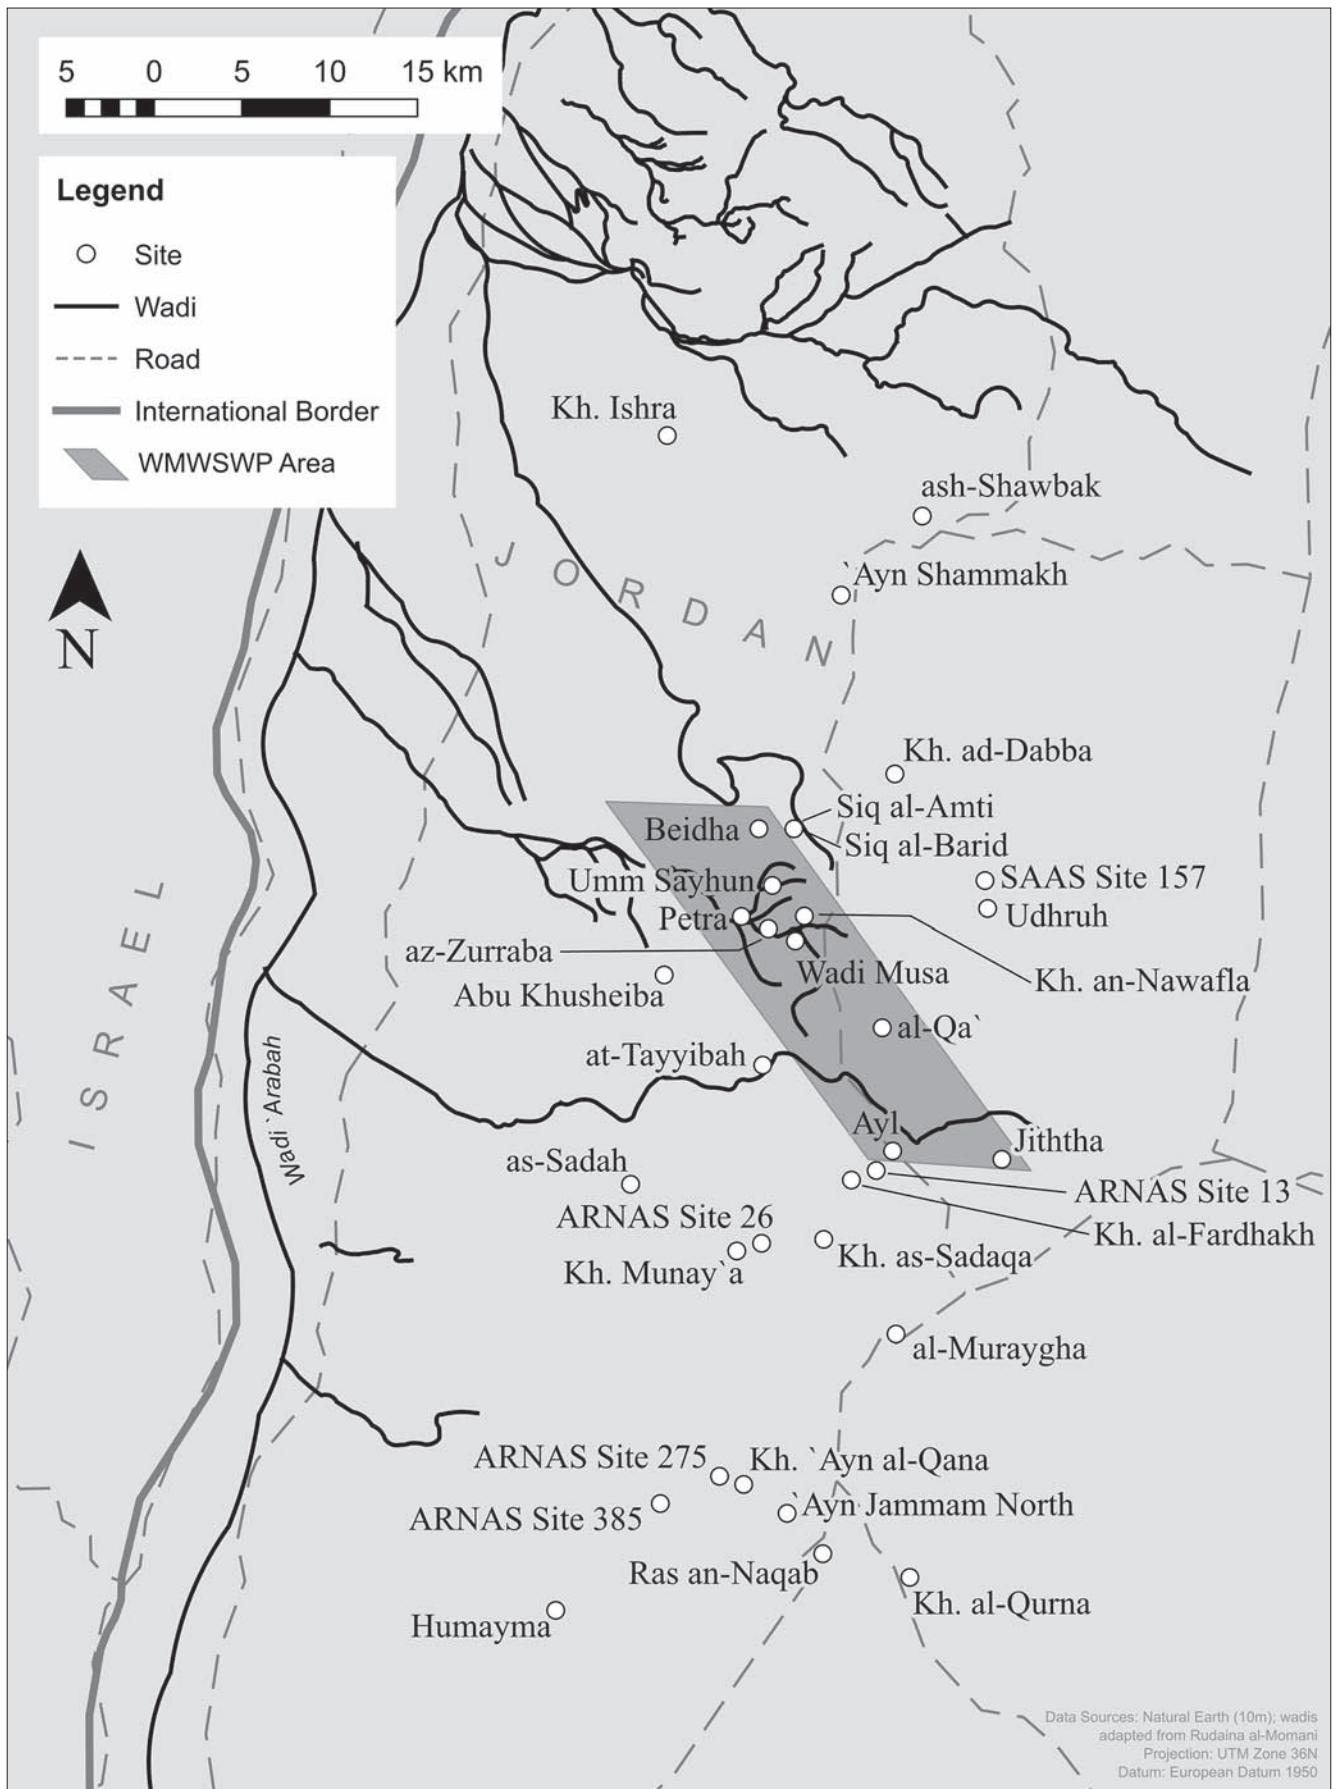 5 0 5 10 15 km
Legend
Site
Wadi
Road
International Border
WMWSWP Area
N
Kh. Ishra
ash-Shawbak
`Ayn Shammakh
JORDAN
Kh. ad-Dabba
Siq al-Amti
Beidha
Siq al-Barid
SAAS Site 157
Umm Sayhun
Petra
Udhruh
az-Zurraba
Wadi Musa
Kh. an-Nawafla
Abu Khusheiba
al-Qa`
at-Tayyibah
ISRAEL
Wadi `Arabah
Ayl
Jiththa
as-Sadah
ARNAS Site 13
ARNAS Site 26
Kh. al-Fardhakh
Kh. as-Sadaqa
Kh. Munay`a
al-Muraygha
ARNAS Site 275
Kh. `Ayn al-Qana
`Ayn Jammam North
ARNAS Site 385
Ras an-Naqab
Kh. al-Qurna
Humayma
Data Sources: Natural Earth (10m); wadis
adapted from Rudaina al-Momani
Projection: UTM Zone 36N
Datum: European Datum 1950